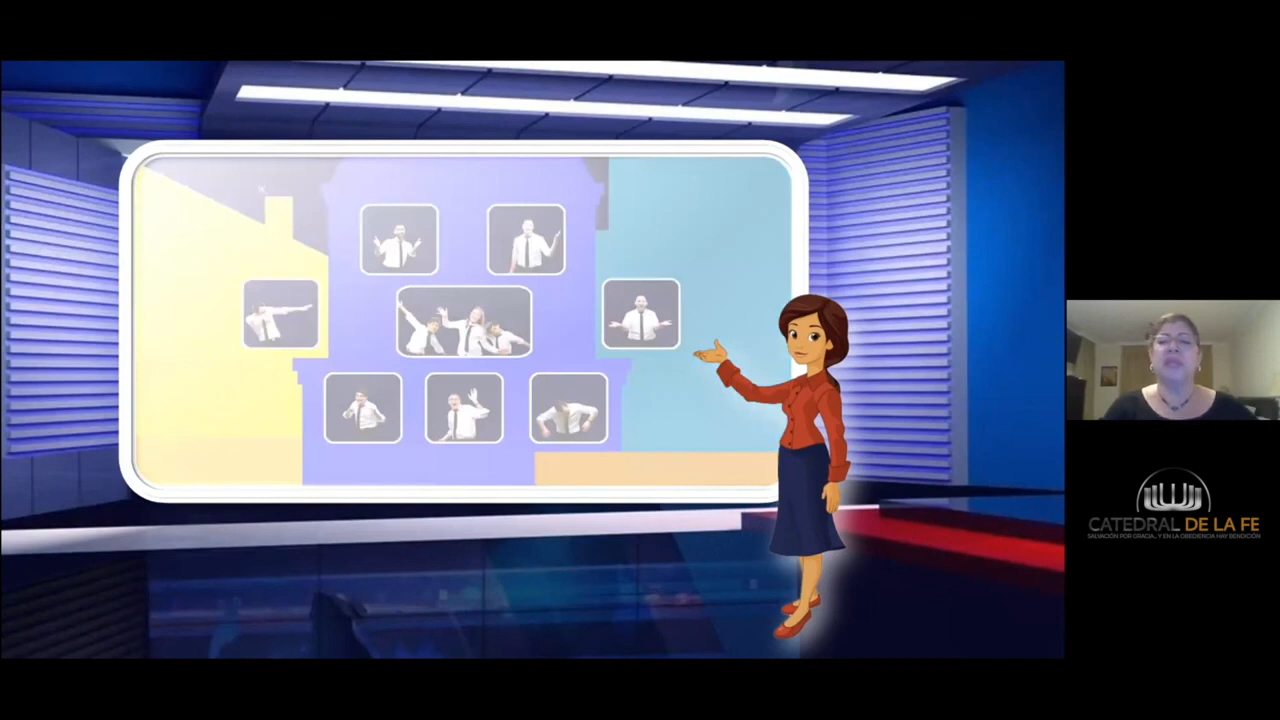 CATEDRAL DE LA FE
SALVACIÓN POR GRACIA... Y EN LA OBEDIENCIA HAY BENDICIÓN